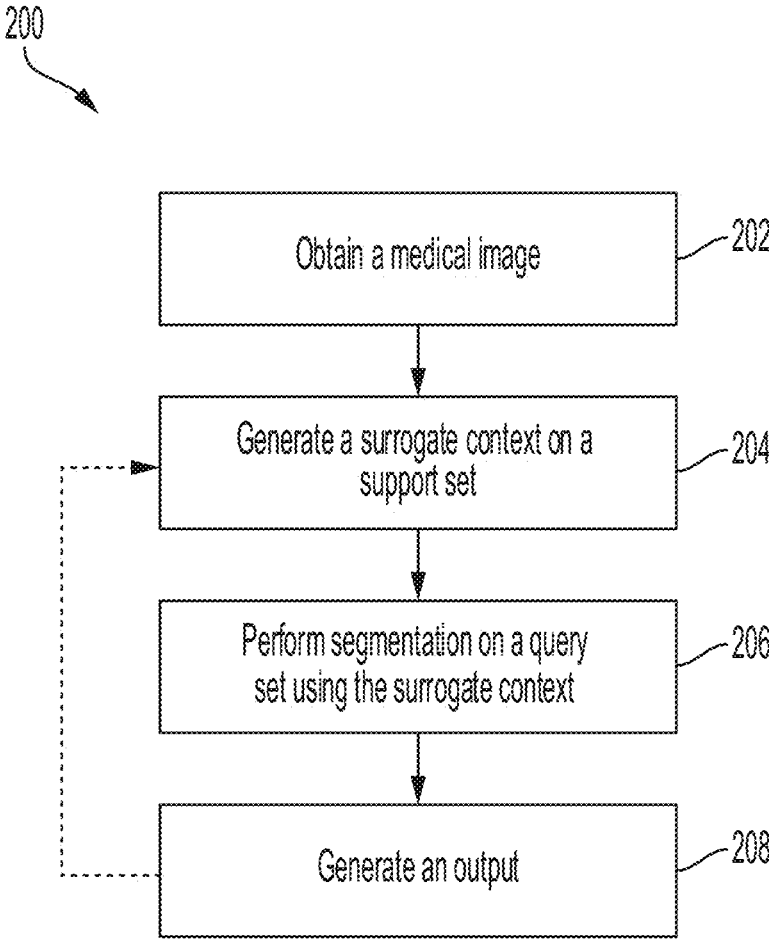 200
Obtain a medical image
202
Generate a surrogate context on a
support set
204
Perform segmentation on a query
set using the surrogate context
206
Generate an output
208